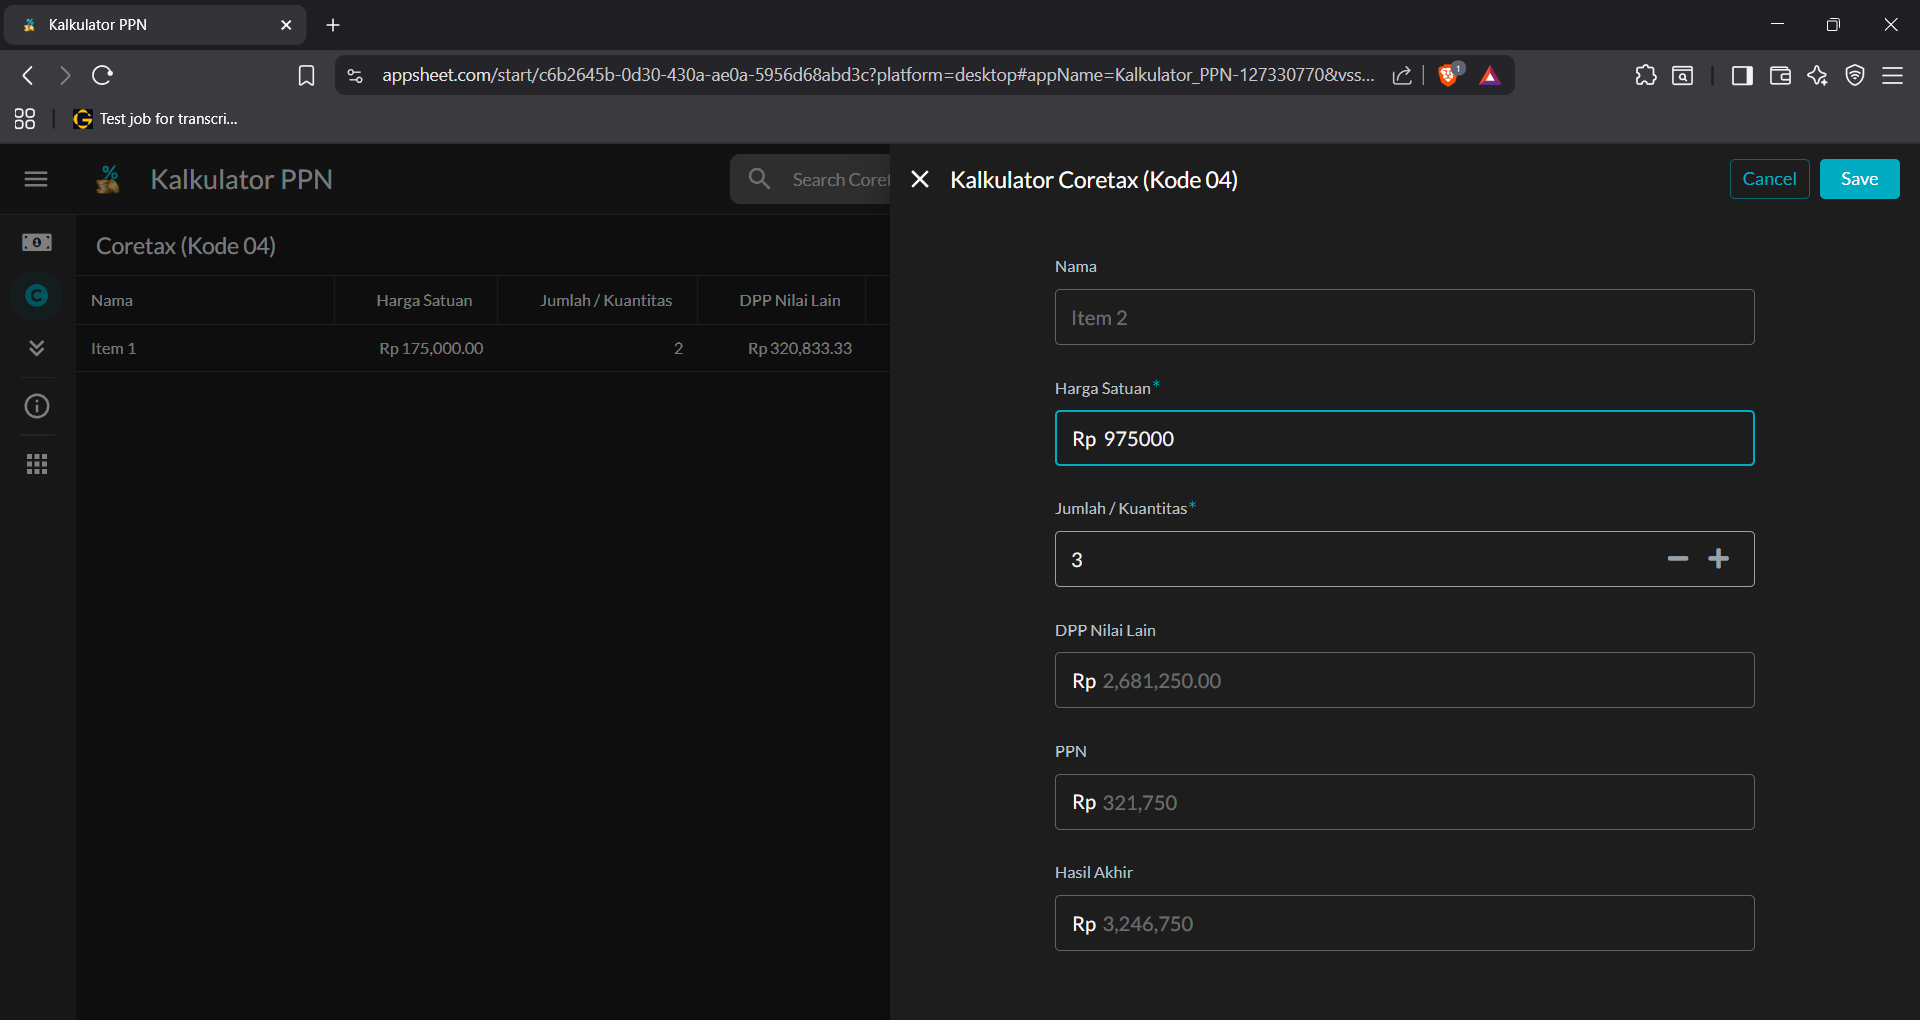 Kalkulator PPN
appsheet.com/start/c6b2645b-0d30-430a-ae0a-5956d68abd3c?platform=desktop#appName=Kalkulator_PPN-127330770&vss...
1
Test job for transcri...
Kalkulator PPN
Search Coret
Kalkulator Coretax (Kode 04)
Cancel
Save
Coretax (Kode 04)
Nama
Harga Satuan
Jumlah / Kuantitas
DPP Nilai Lain
Item 1
Rp 175,000.00
2
Rp 320,833.33
Nama
Item 2
Harga Satuan*
Rp 975000
Jumlah / Kuantitas*
3
DPP Nilai Lain
Rp 2,681,250.00
PPN
Rp 321,750
Hasil Akhir
Rp 3,246,750